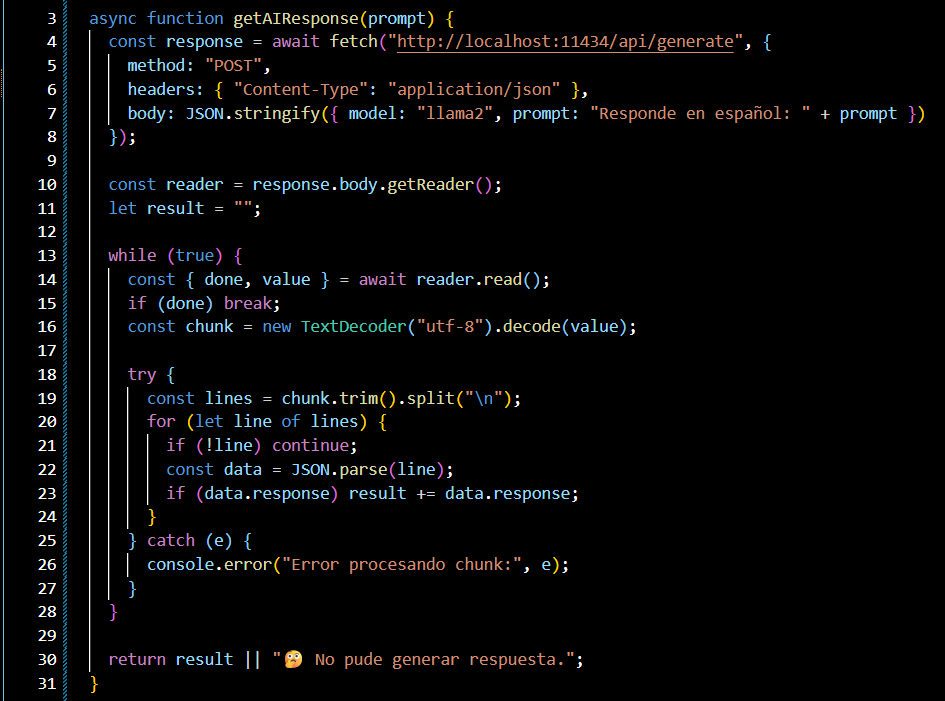 3 async function getAIResponse(prompt) {
4 const response = await fetch("http://localhost:11434/api/generate", {
5 method: "POST",
6 headers: { "Content-Type": "application/json" },
7 body: JSON.stringify({ model: "llama2", prompt: "Responde en español: " + prompt })
8 });
9
10 const reader = response.body.getReader();
11 let result = "";
12
13 while (true) {
14 const { done, value } = await reader.read();
15 if (done) break;
16 const chunk = new TextDecoder("utf-8").decode(value);
17
18 try {
19 const lines = chunk.trim().split("\n");
20 for (let line of lines) {
21 if (!line) continue;
22 const data = JSON.parse(line);
23 if (data.response) result += data.response;
24 }
25 } catch (e) {
26 console.error("Error procesando chunk:", e);
27 }
28 }
29
30 return result || "🤔 No pude generar respuesta.";
31 }